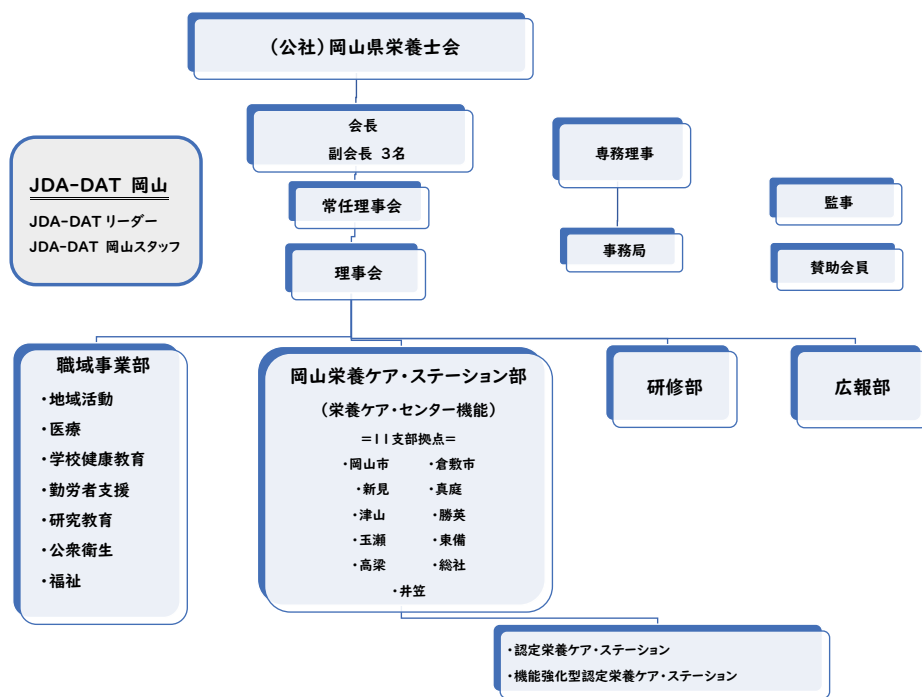 （公社）岡山県栄養士会
会長
副会長 3名
専務理事
JDA-DAT 岡山
JDA-DATリーダー
JDA-DAT 岡山スタッフ
常任理事会
監事
理事会
事務局
賛助会員
職域事業部
・地域活動
・医療
・学校健康教育
・勤労者支援
・研究教育
・公衆衛生
・福祉
岡山栄養ケア・ステーション部
（栄養ケア・センター機能）
＝11支部拠点＝
・岡山市 ・倉敷市
・新見 ・真庭
・津山 ・勝英
・玉瀬 ・東備
・高梁 ・総社
・井笠
研修部
広報部
・認定栄養ケア・ステーション
・機能強化型認定栄養ケア・ステーション